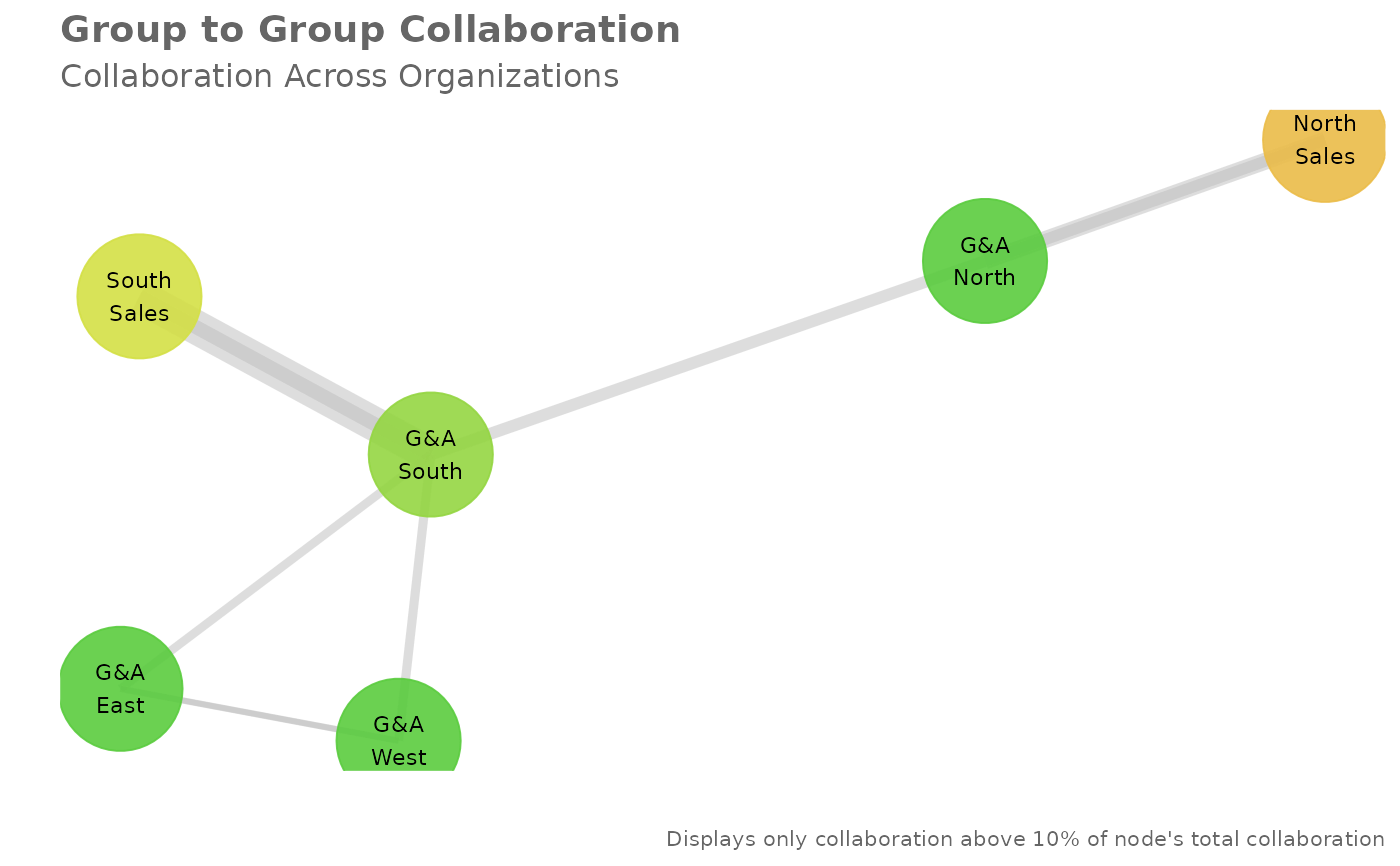 Group to Group Collaboration
Collaboration Across Organizations
North
Sales
G&A
North
South
Sales
G&A
South
G&A
East
G&A
West
Displays only collaboration above 10% of node's total collaboration